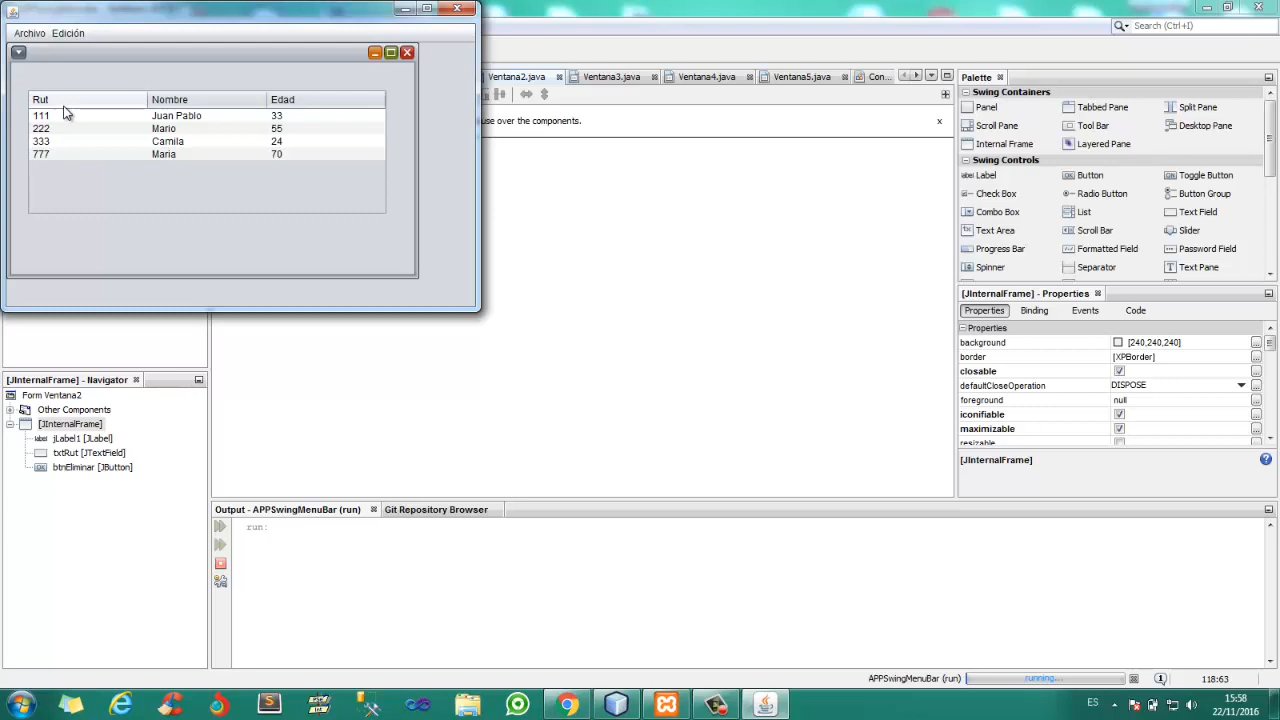 Archivo Edición
Search (Ctrl+I)
Ventana2.java Ventana3.java Ventana4.java Ventana5.java Con...
use over the components. x
Rut Nombre Edad
111 Juan Pablo 33
222 Mario 55
333 Camila 24
777 Maria 70
Palette
Swing Containers
Panel Tabbed Pane Split Pane
Scroll Pane Tool Bar Desktop Pane
Internal Frame Layered Pane
Swing Controls
Label Button Toggle Button
Check Box Radio Button Button Group
Combo Box List Text Field
Text Area Scroll Bar Slider
Progress Bar Formatted Field Password Field
Spinner Separator Text Pane
[JInternalFrame] - Properties
Properties Binding Events Code
Properties
background [240,240,240]
border [XPBorder]
closable
defaultCloseOperation DISPOSE
foreground null
iconifiable
maximizable
resizable
[JInternalFrame]
[JInternalFrame] - Navigator
Form Ventana2
Other Components
[JInternalFrame]
jLabel1 [JLabel]
txtRut [JTextField]
btnEliminar [JButton]
Output - APPSwingMenuBar (run) Git Repository Browser
run:
APPSwingMenuBar (run) running... 118:63
ES 15:58
22/11/2016